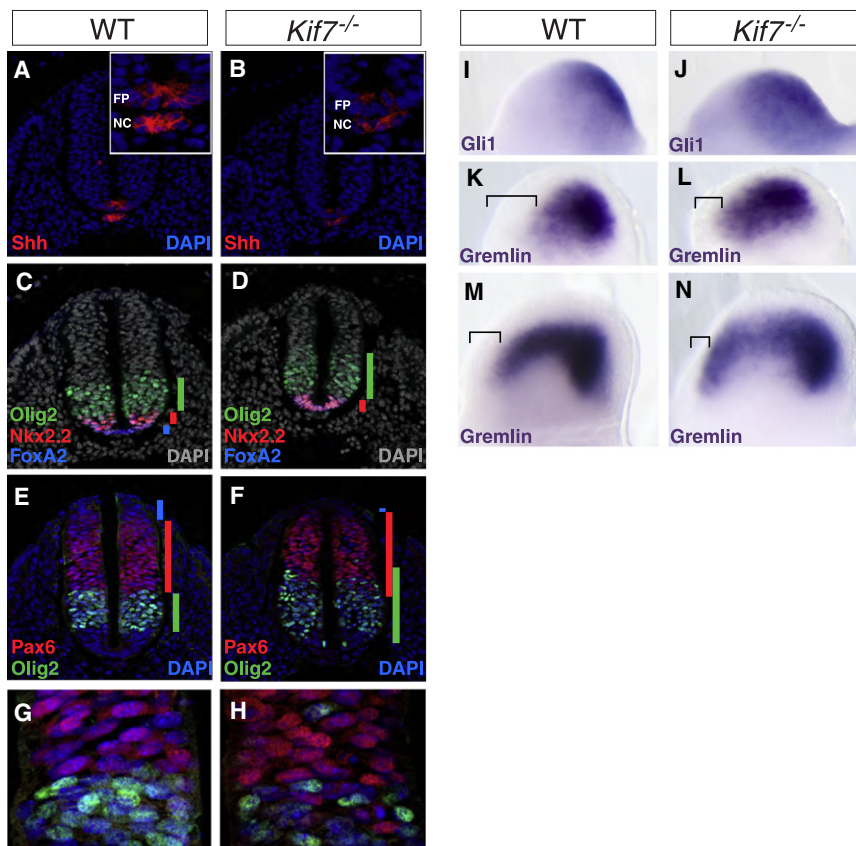 WT
Kif7-/-
WT
Kif7-/-
A
FP
NC
Shh
DAPI
B
FP
NC
Shh
DAPI
I
Gli1
J
Gli1
K
Gremlin
L
Gremlin
C
Olig2
Nkx2.2
FoxA2
DAPI
D
Olig2
Nkx2.2
FoxA2
DAPI
M
Gremlin
N
Gremlin
E
Pax6
Olig2
DAPI
F
Pax6
Olig2
DAPI
G
H